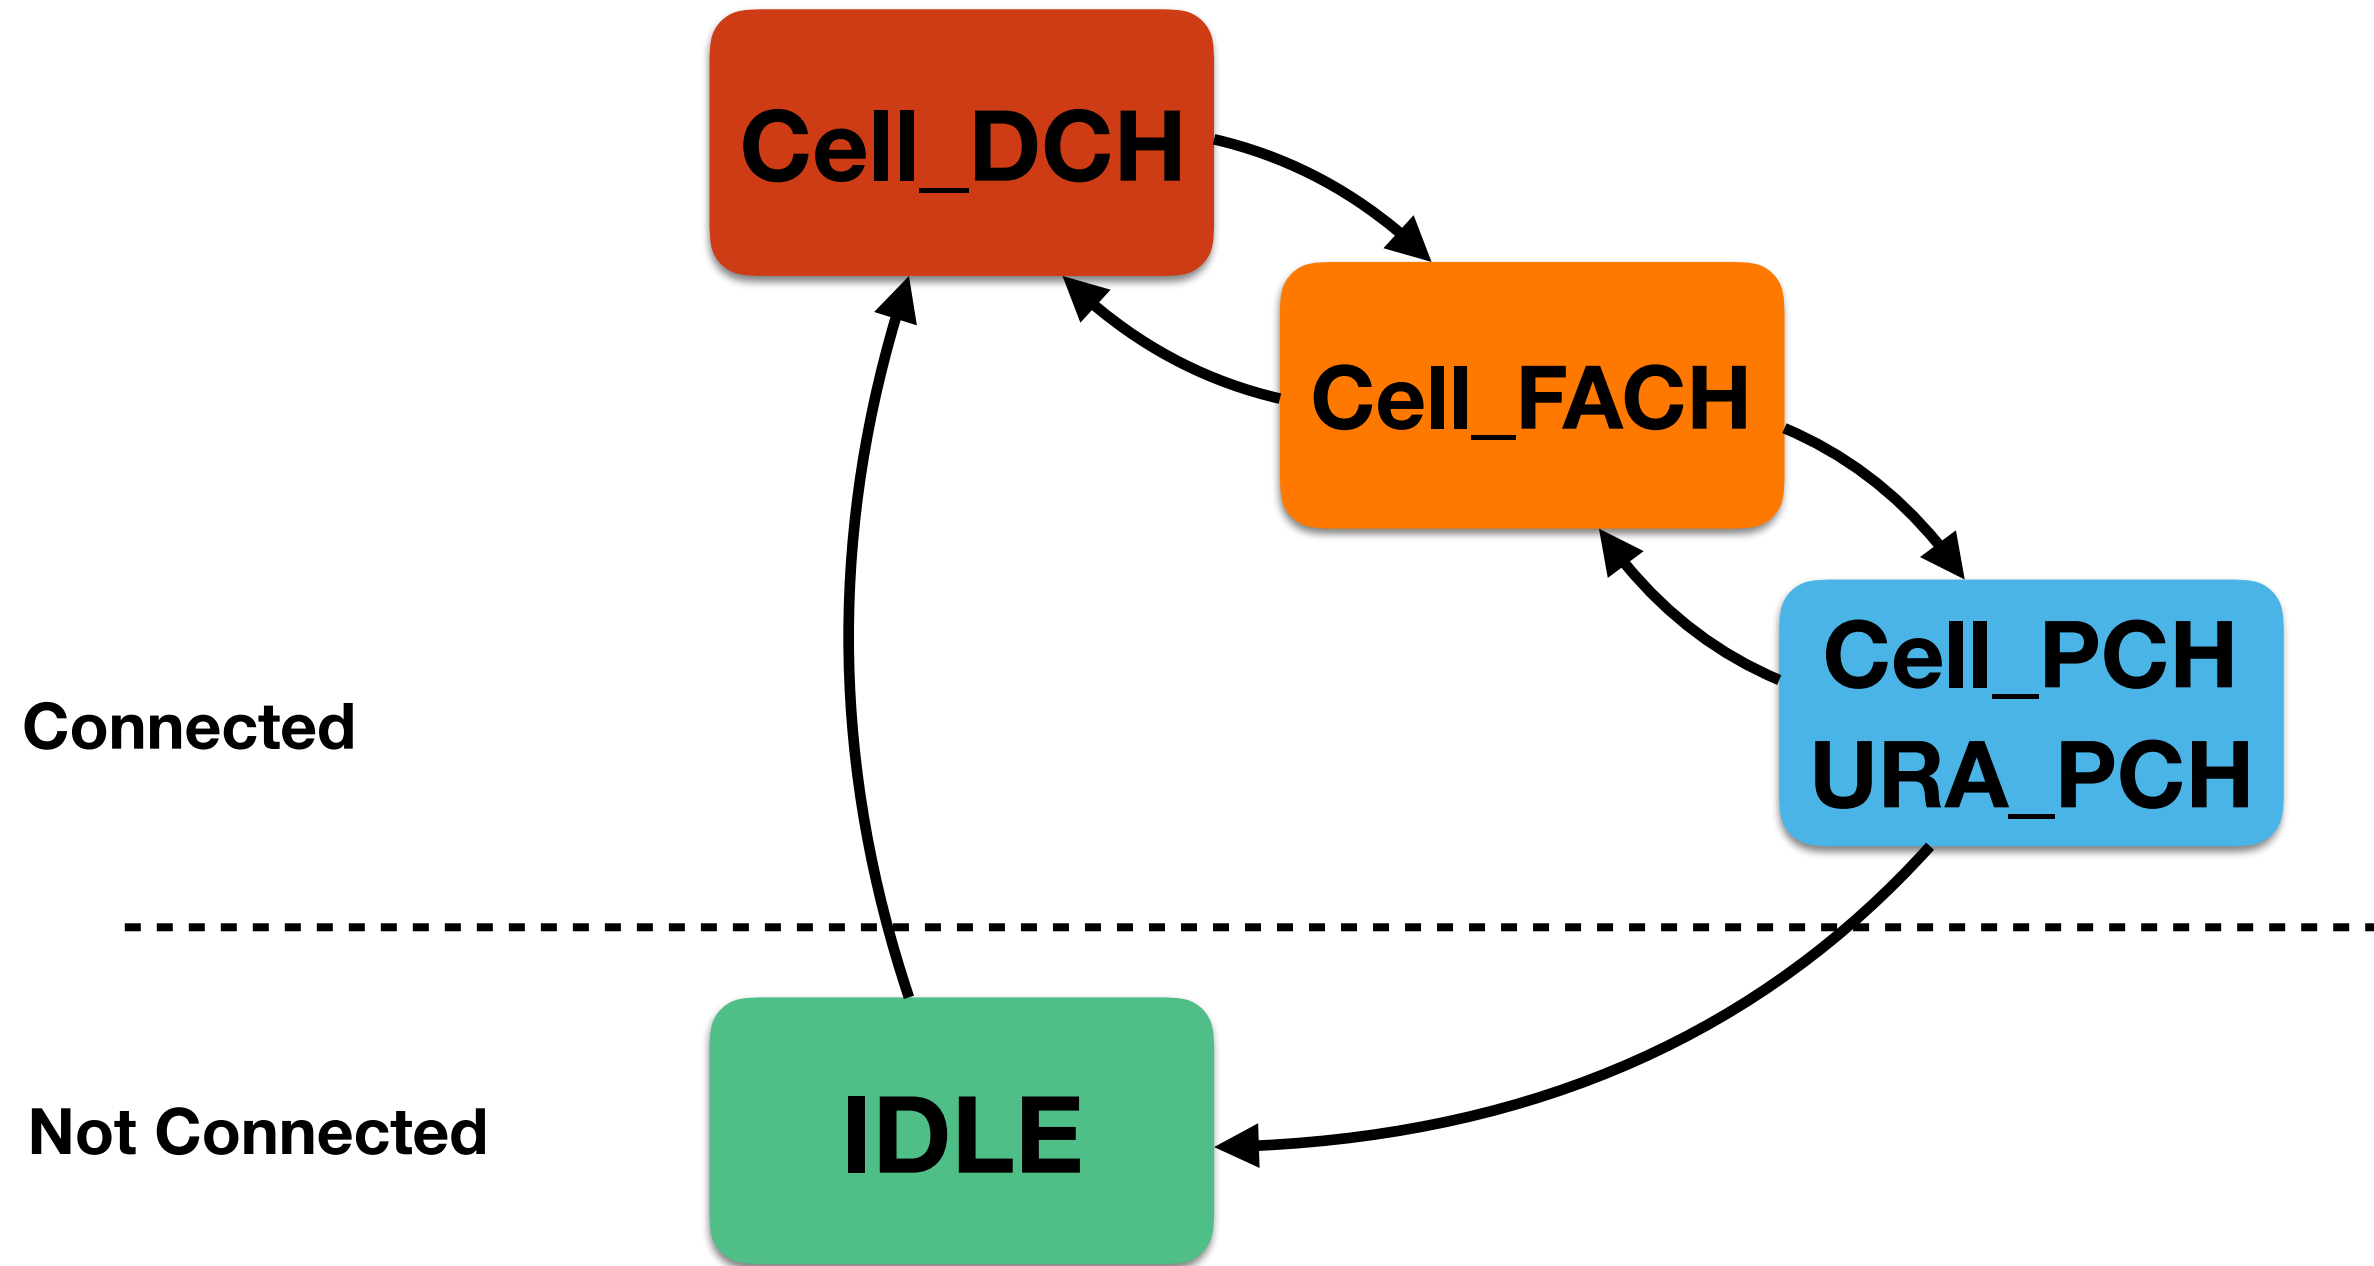 Cell_DCH
Cell_FACH
Cell_PCH
URA_PCH
Connected
Not Connected
IDLE